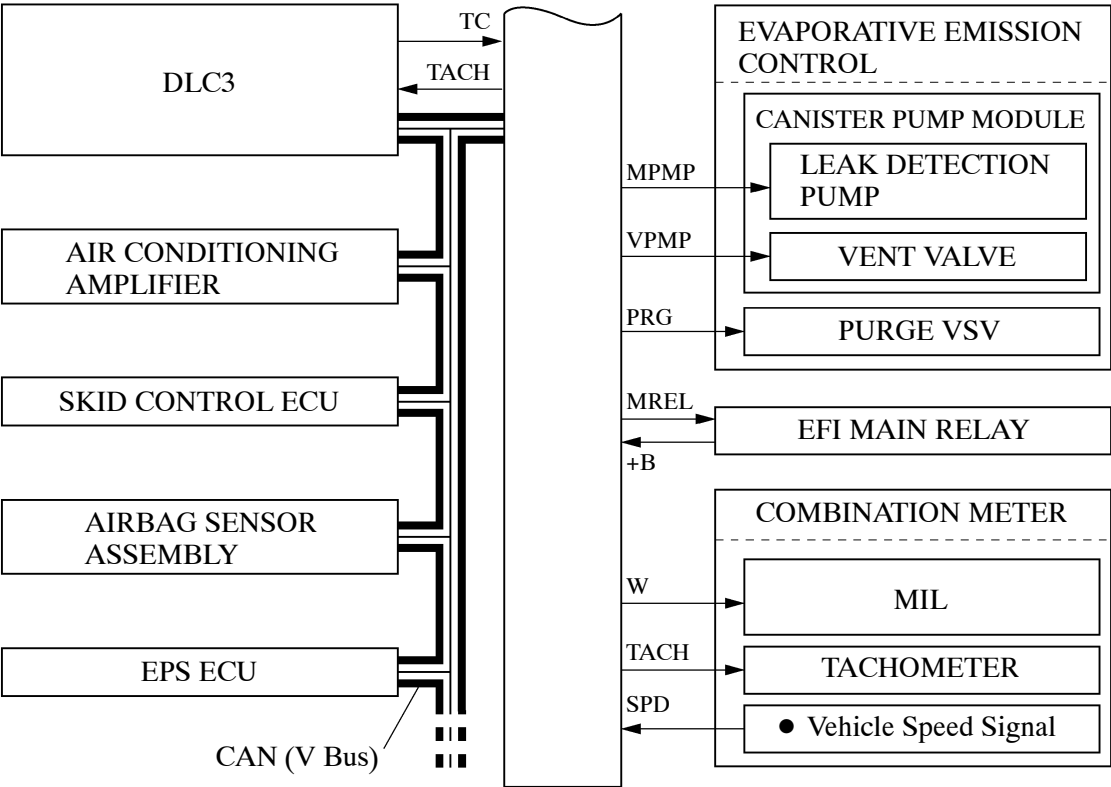 DLC3
TC
TACH
AIR CONDITIONING
AMPLIFIER
SKID CONTROL ECU
AIRBAG SENSOR
ASSEMBLY
EPS ECU
CAN (V Bus)
EVAPORATIVE EMISSION
CONTROL
CANISTER PUMP MODULE
MPMP
LEAK DETECTION
PUMP
VPMP
VENT VALVE
PRG
PURGE VSV
MREL
+B
EFI MAIN RELAY
COMBINATION METER
W
MIL
TACH
TACHOMETER
SPD
● Vehicle Speed Signal